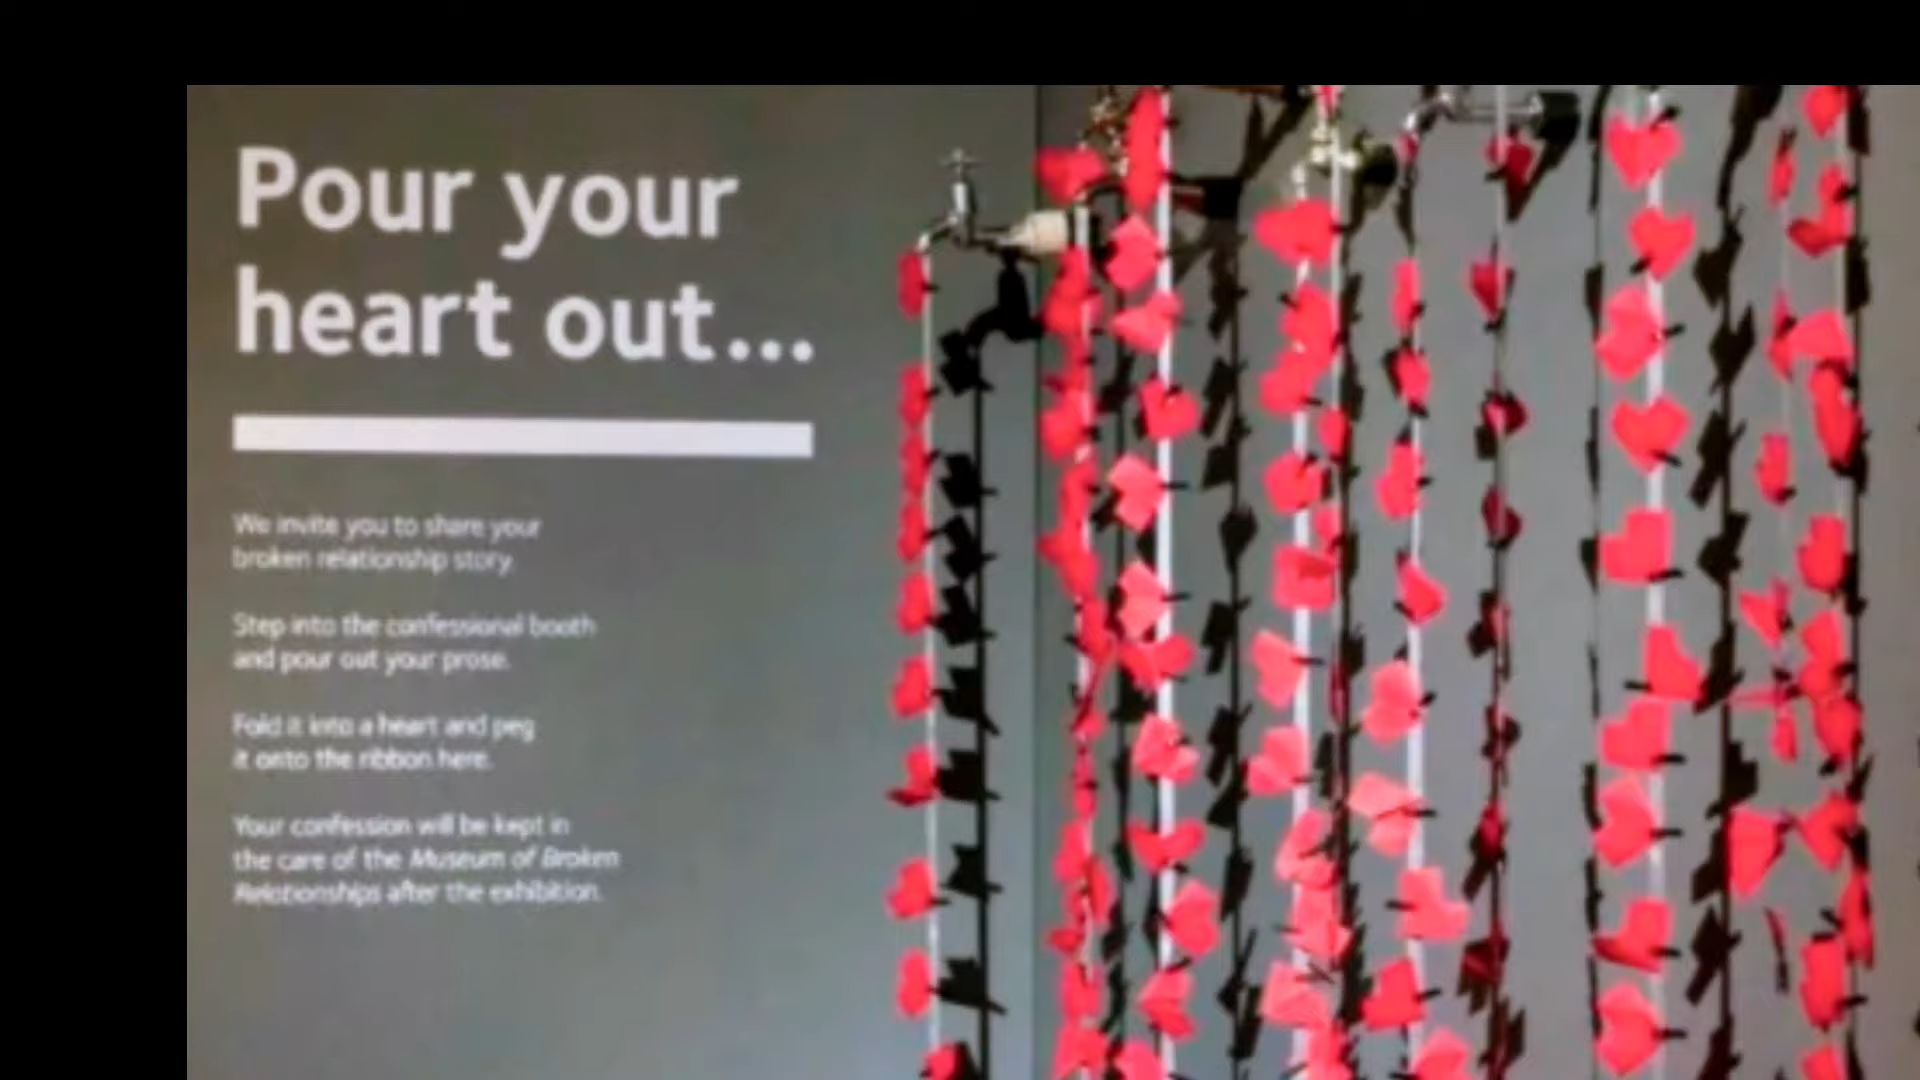 Pour your
heart out...
We invite you to share your
broken relationship story.
Step into the confessional booth
and pour out your prose.
Fold it into a heart and peg
it onto the ribbon here.
Your confession will be kept in
the care of the Museum of Broken
Relationships after the exhibition.